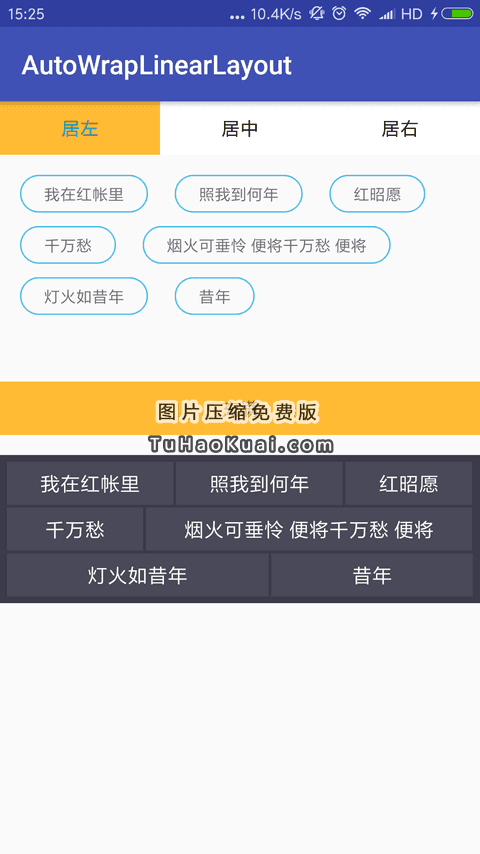 15:25 ... 10.4K/s HD
AutoWrapLinearLayout
居左 居中 居右
我在红帐里 照我到何年 红昭愿
千万愁 烟火可垂怜 便将千万愁 便将
灯火如昔年 昔年
图片压缩免费版
TuHaoKuai.com
我在红帐里 照我到何年 红昭愿
千万愁 烟火可垂怜 便将千万愁 便将
灯火如昔年 昔年